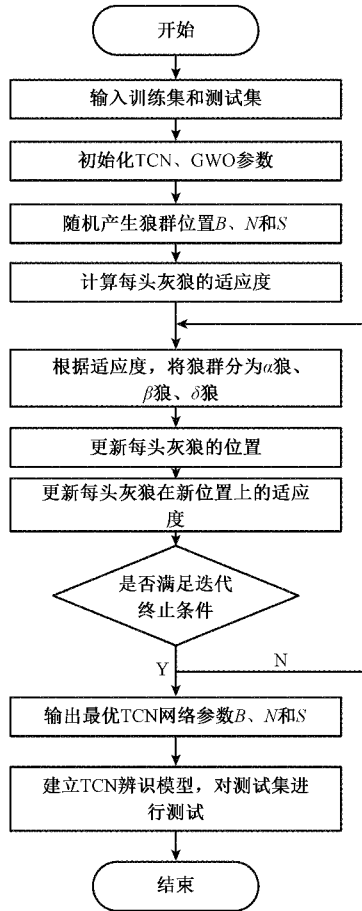 开始
输入训练集和测试集
初始化TCN、GWO参数
随机产生狼群位置B、N和S
计算每头灰狼的适应度
根据适应度，将狼群分为α狼、
β狼、δ狼
更新每头灰狼的位置
更新每头灰狼在新位置上的适应
度
是否满足迭代
终止条件
Y
N
输出最优TCN网络参数B、N和S
建立TCN辨识模型，对测试集进
行测试
结束